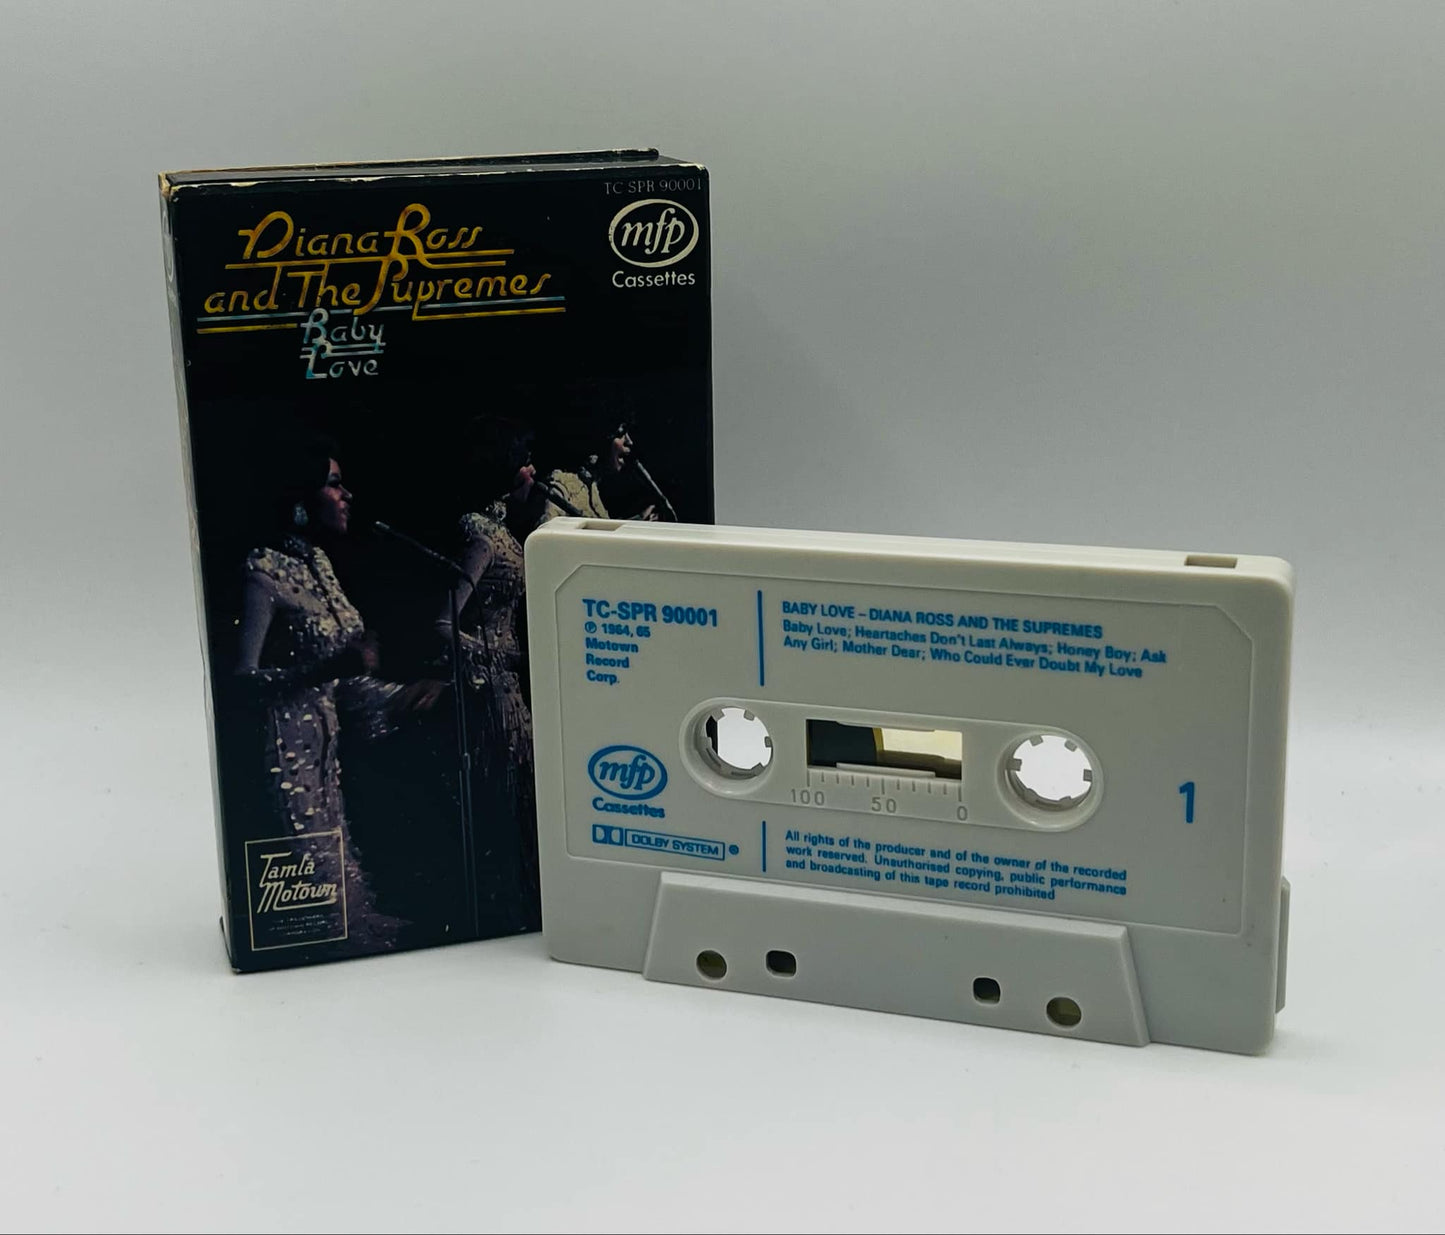 TC SPR 90001
mfp
Cassettes
Diana Ross
and The Supremes
Baby
Love
Tamla
Motown
TC-SPR 90001
℗ 1964, 65
Motown
Record
Corp.
BABY LOVE – DIANA ROSS AND THE SUPREMES
Baby Love; Heartaches Don't Last Always; Honey Boy; Ask
Any Girl; Mother Dear; Who Could Ever Doubt My Love
mfp
Cassettes
DOLBY SYSTEM ®
100 50 0
1
All rights of the producer and of the owner of the recorded
work reserved. Unauthorised copying, public performance
and broadcasting of this tape record prohibited